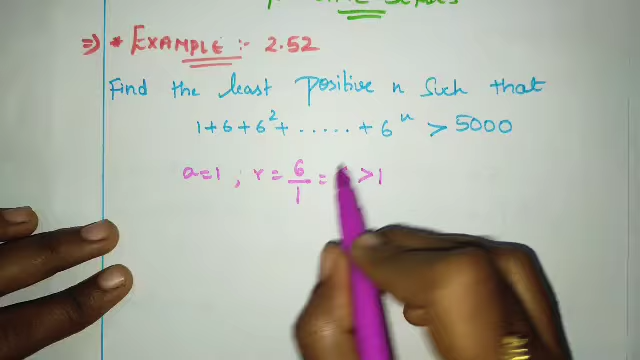 ⇒ * EXAMPLE :- 2.52
Find the least positive n such that
1+6+6²+ ...... + 6ⁿ > 5000
a=1 ; r = 6/1 = > 1